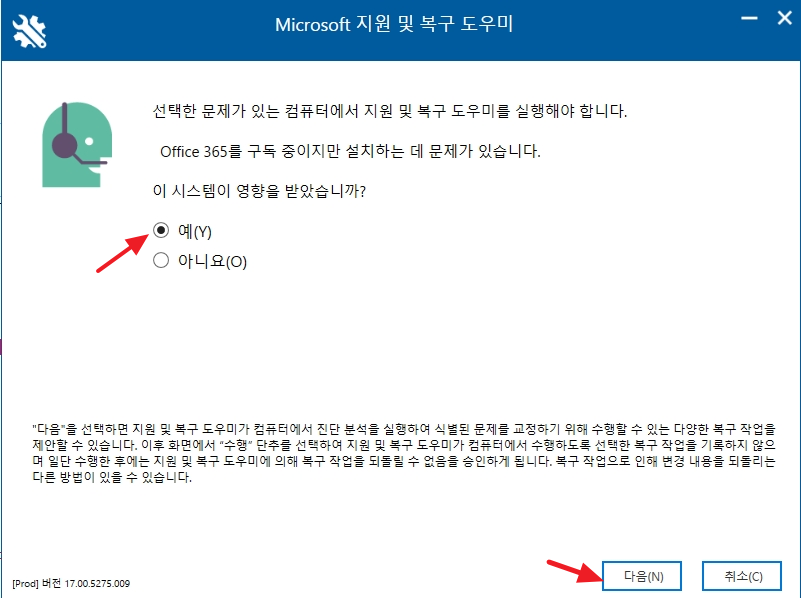 Microsoft 지원 및 복구 도우미
선택한 문제가 있는 컴퓨터에서 지원 및 복구 도우미를 실행해야 합니다.
Office 365를 구독 중이지만 설치하는 데 문제가 있습니다.
이 시스템이 영향을 받았습니까?
예(Y)
아니요(O)
"다음"을 선택하면 지원 및 복구 도우미가 컴퓨터에서 진단 분석을 실행하여 식별된 문제를 교정하기 위해 수행할 수 있는 다양한 복구 작업을
제안할 수 있습니다. 이후 화면에서 "수행" 단추를 선택하여 지원 및 복구 도우미가 컴퓨터에서 수행하도록 선택한 복구 작업을 기록하지 않으
며 일단 수행한 후에는 지원 및 복구 도우미에 의해 복구 작업을 되돌릴 수 없음을 승인하게 됩니다. 복구 작업으로 인해 변경 내용을 되돌리는
다른 방법이 있을 수 있습니다.
[Prod] 버전 17.00.5275.009
다음(N)
취소(C)